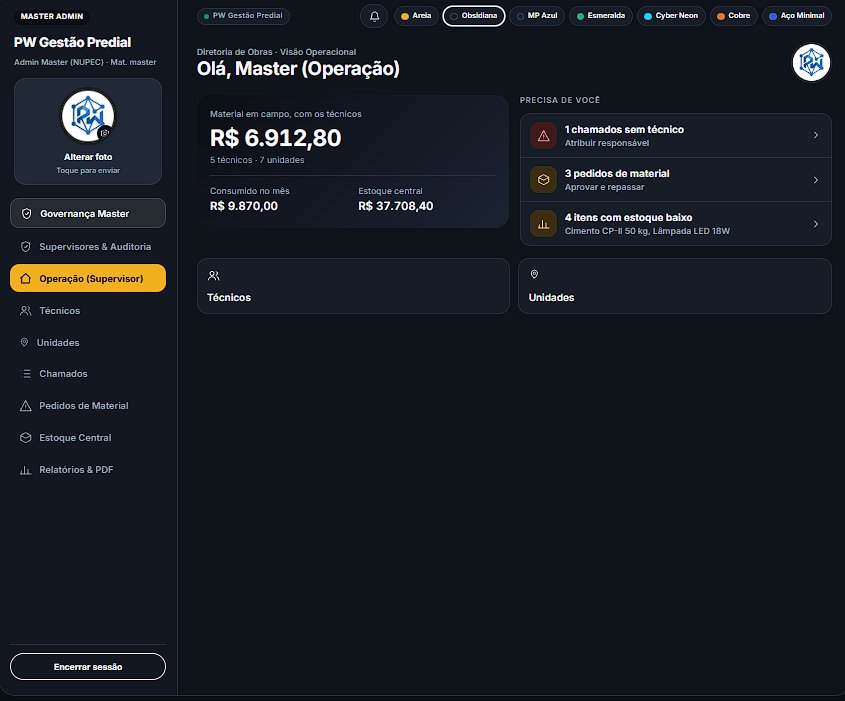 MASTER ADMIN
PW Gestão Predial
Admin Master (NUPEC) · Mat. master
PW
Alterar foto
Toque para enviar
Governança Master
Supervisores & Auditoria
Operação (Supervisor)
Técnicos
Unidades
Chamados
Pedidos de Material
Estoque Central
Relatórios & PDF
Encerrar sessão
PW Gestão Predial
Areia
Obsidiana
MP Azul
Esmeralda
Cyber Neon
Cobre
Aço Minimal
Diretoria de Obras · Visão Operacional
Olá, Master (Operação)
PW
Material em campo, com os técnicos
R$ 6.912,80
5 técnicos · 7 unidades
Consumido no mês
R$ 9.870,00
Estoque central
R$ 37.708,40
PRECISA DE VOCÊ
1 chamados sem técnico
Atribuir responsável
3 pedidos de material
Aprovar e repassar
4 itens com estoque baixo
Cimento CP-II 50 kg, Lâmpada LED 18W
Técnicos
Unidades